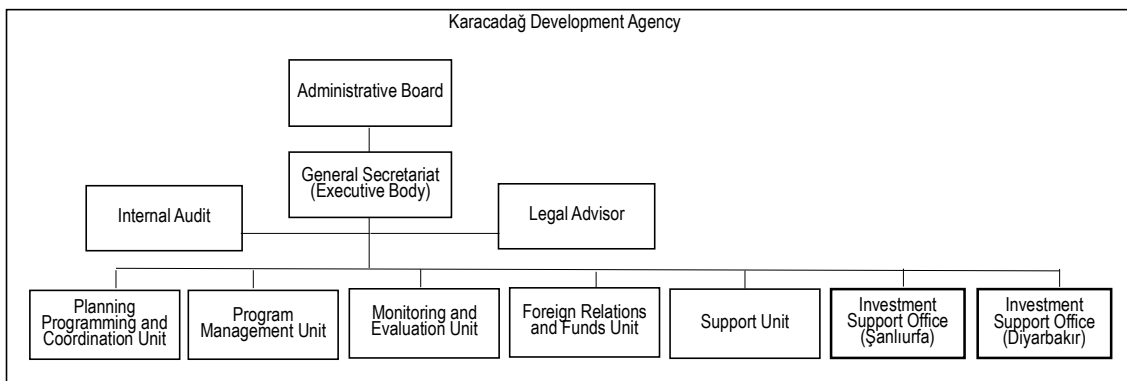 Karacadağ Development Agency
Administrative Board
General Secretariat
(Executive Body)
Internal Audit
Legal Advisor
Planning
Programming and
Coordination Unit
Program
Management Unit
Monitoring and
Evaluation Unit
Foreign Relations
and Funds Unit
Support Unit
Investment
Support Office
(Şanlıurfa)
Investment
Support Office
(Diyarbakır)